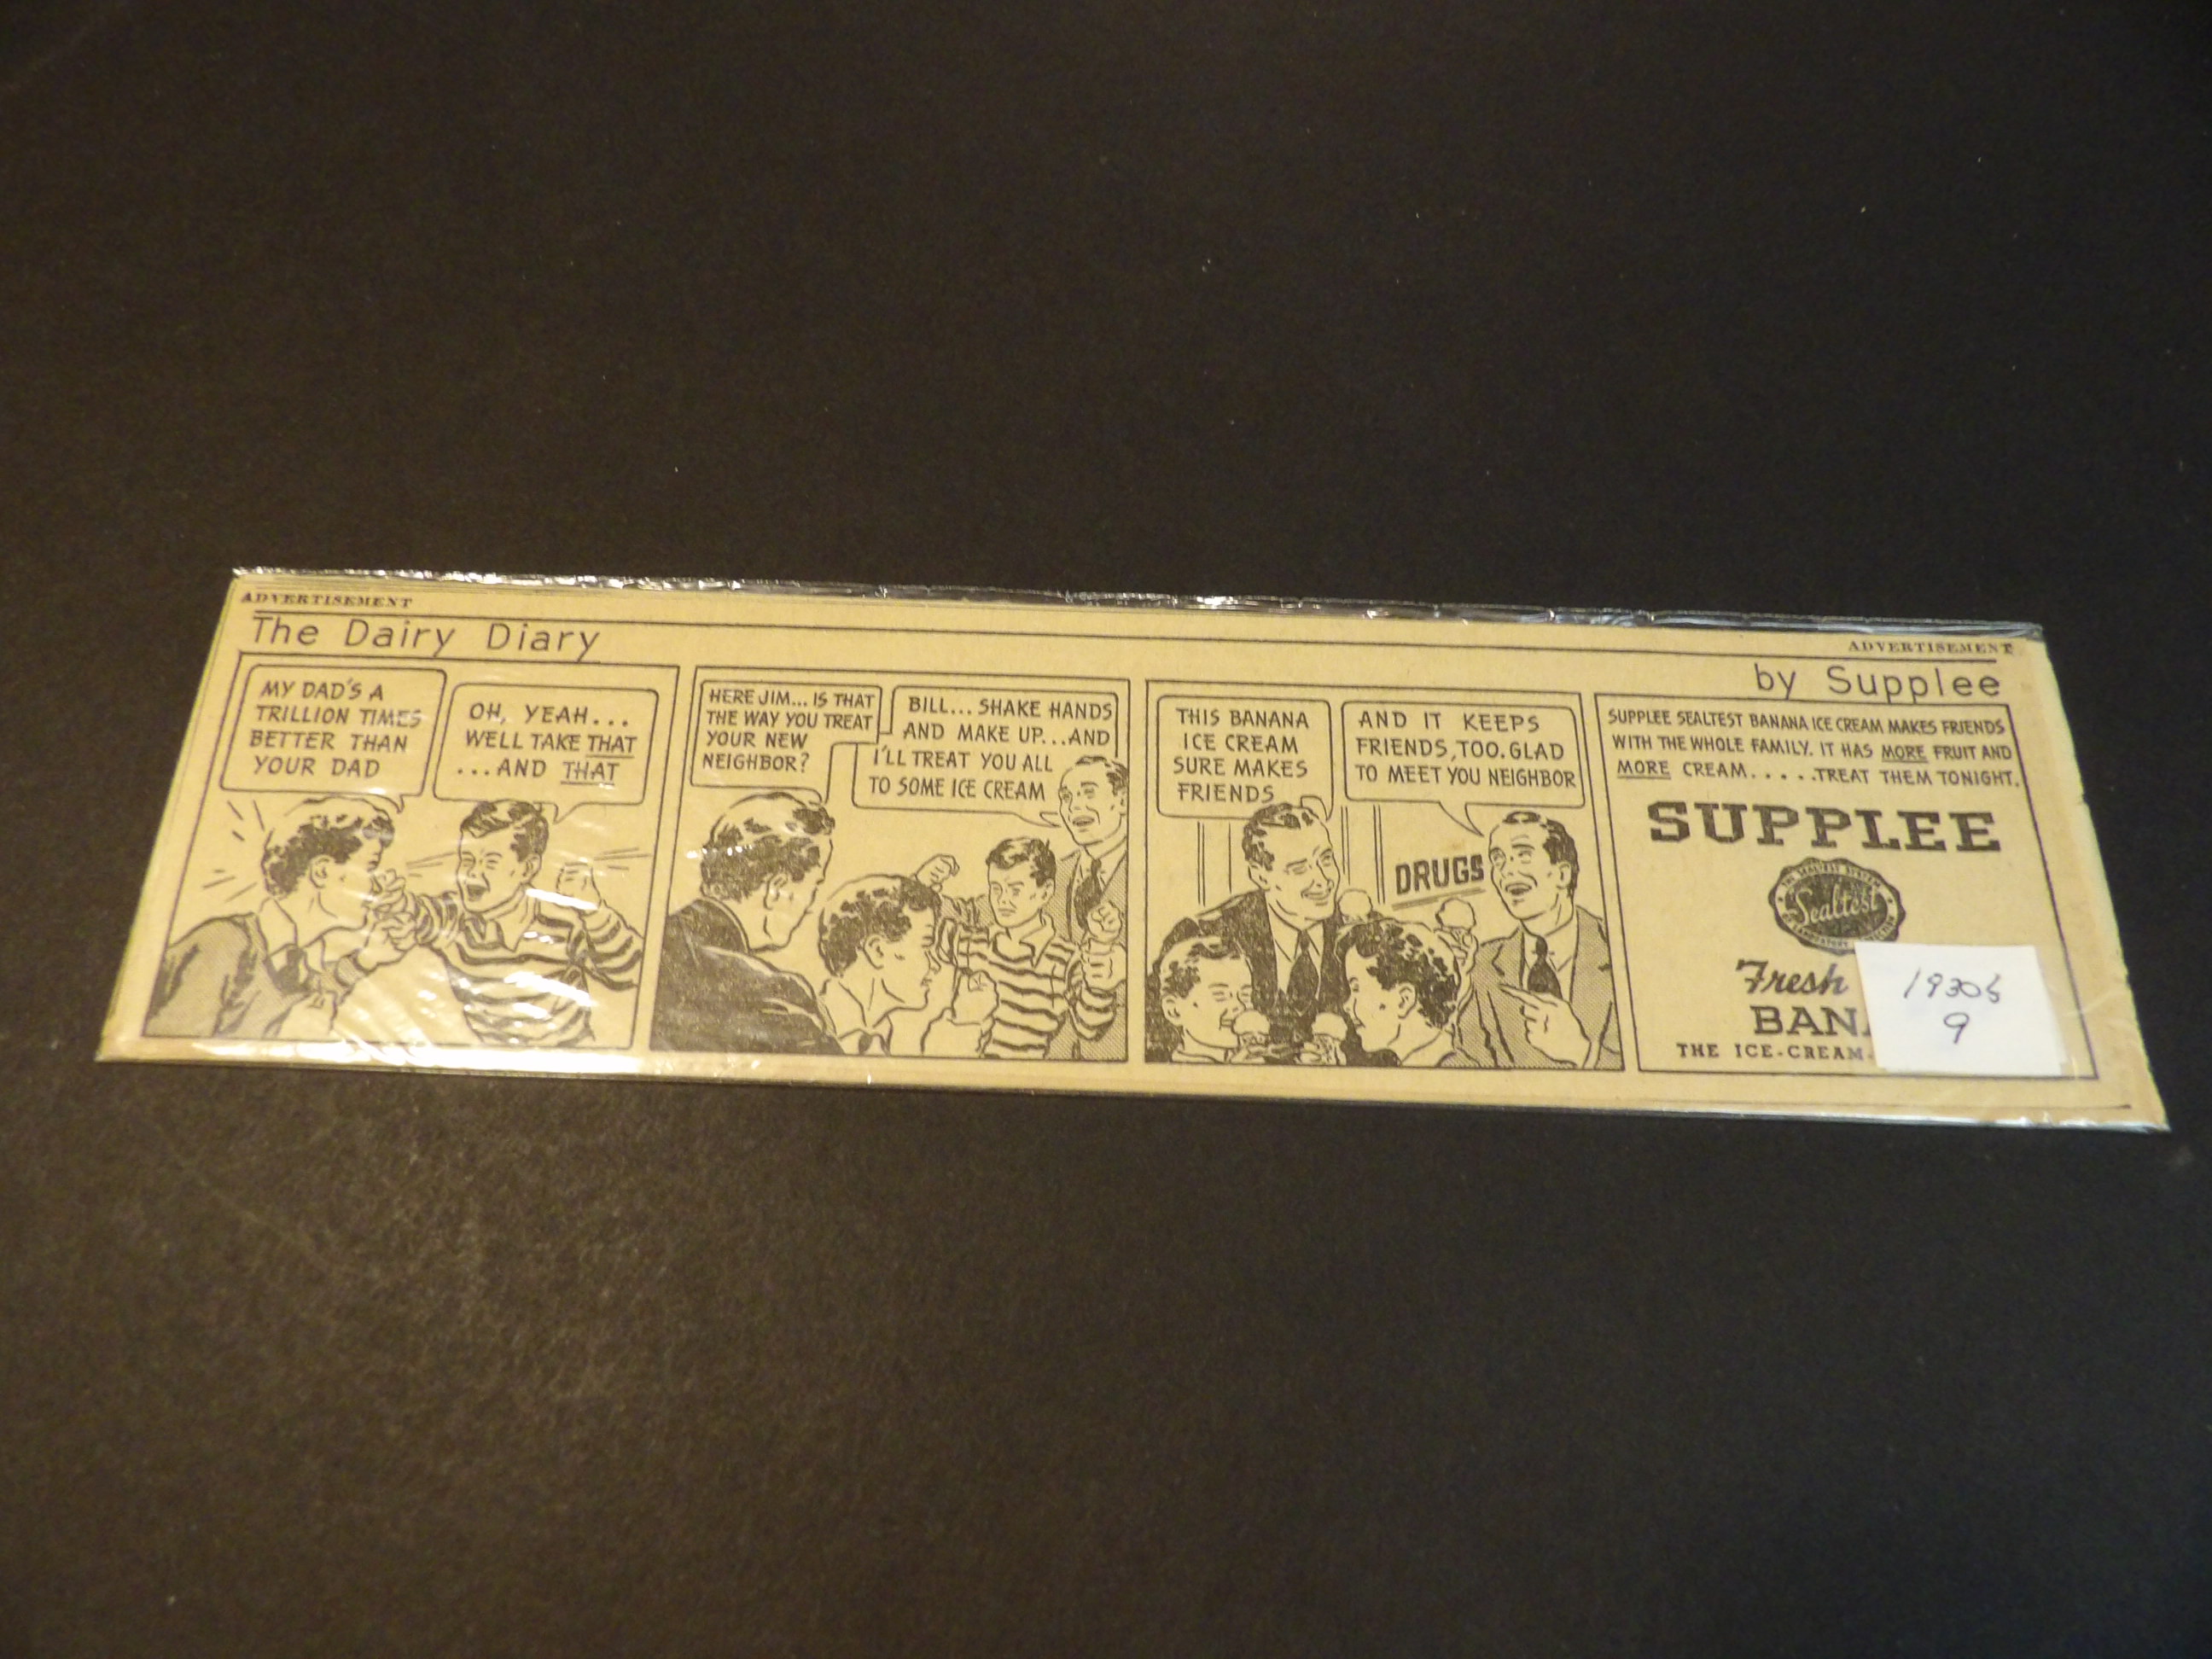 ADVERTISEMENT
ADVERTISEMENT
The Dairy Diary
by Supplee
MY DAD'S A
TRILLION TIMES
BETTER THAN
YOUR DAD
OH, YEAH...
WELL TAKE THAT
...AND THAT
HERE JIM... IS THAT
THE WAY YOU TREAT
YOUR NEW
NEIGHBOR?
BILL... SHAKE HANDS
AND MAKE UP...AND
I'LL TREAT YOU ALL
TO SOME ICE CREAM
THIS BANANA
ICE CREAM
SURE MAKES
FRIENDS
AND IT KEEPS
FRIENDS, TOO. GLAD
TO MEET YOU NEIGHBOR
DRUGS
SUPPLEE SEALTEST BANANA ICE CREAM MAKES FRIENDS
WITH THE WHOLE FAMILY. IT HAS MORE FRUIT AND
MORE CREAM.....TREAT THEM TONIGHT.
SUPPLEE
Sealtest
Fresh
BAN
THE ICE-CREAM-
1930s
9